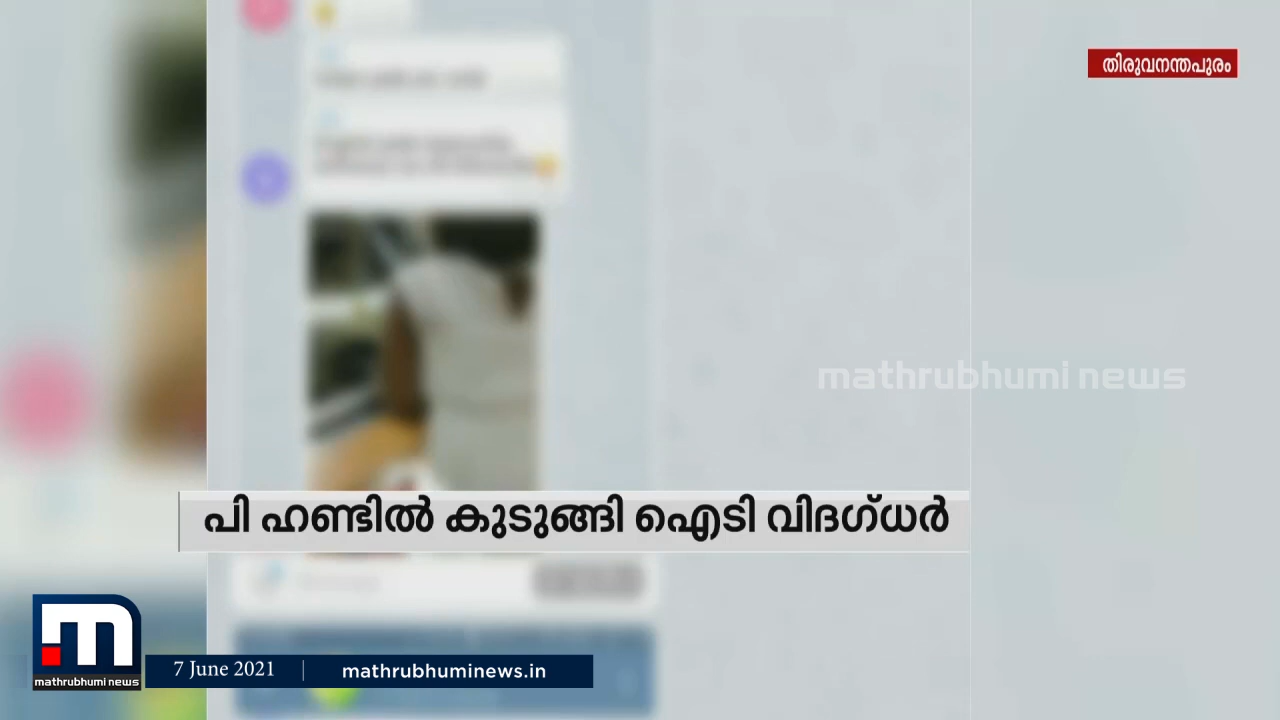 തിരുവനന്തപുരം
mathrubhumi news
പി ഹണ്ടിൽ കുടുങ്ങി ഐടി വിദഗ്ധർ
mathrubhumi news
7 June 2021
mathrubhuminews.in